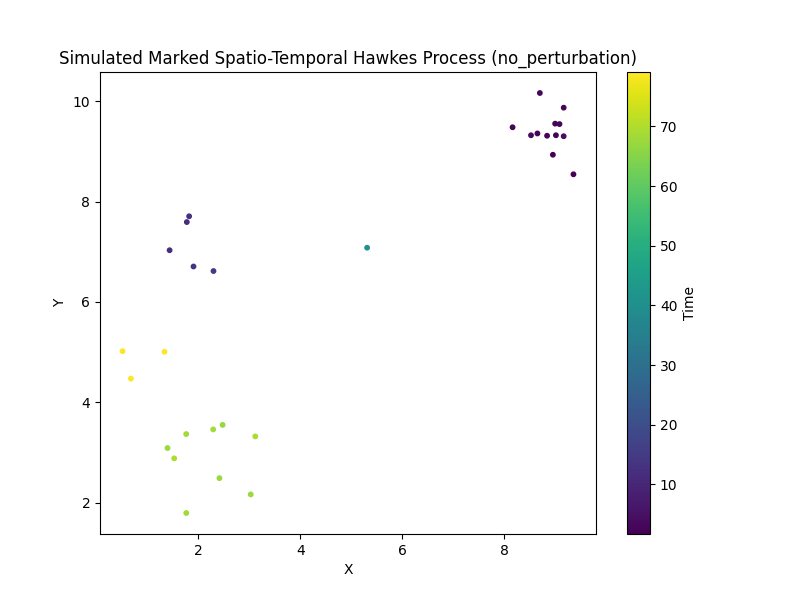 Simulated Marked Spatio-Temporal Hawkes Process (no_perturbation)
10
8
6
4
2
Y
2 4 6 8
X
70
60
50
40
30
20
10
Time